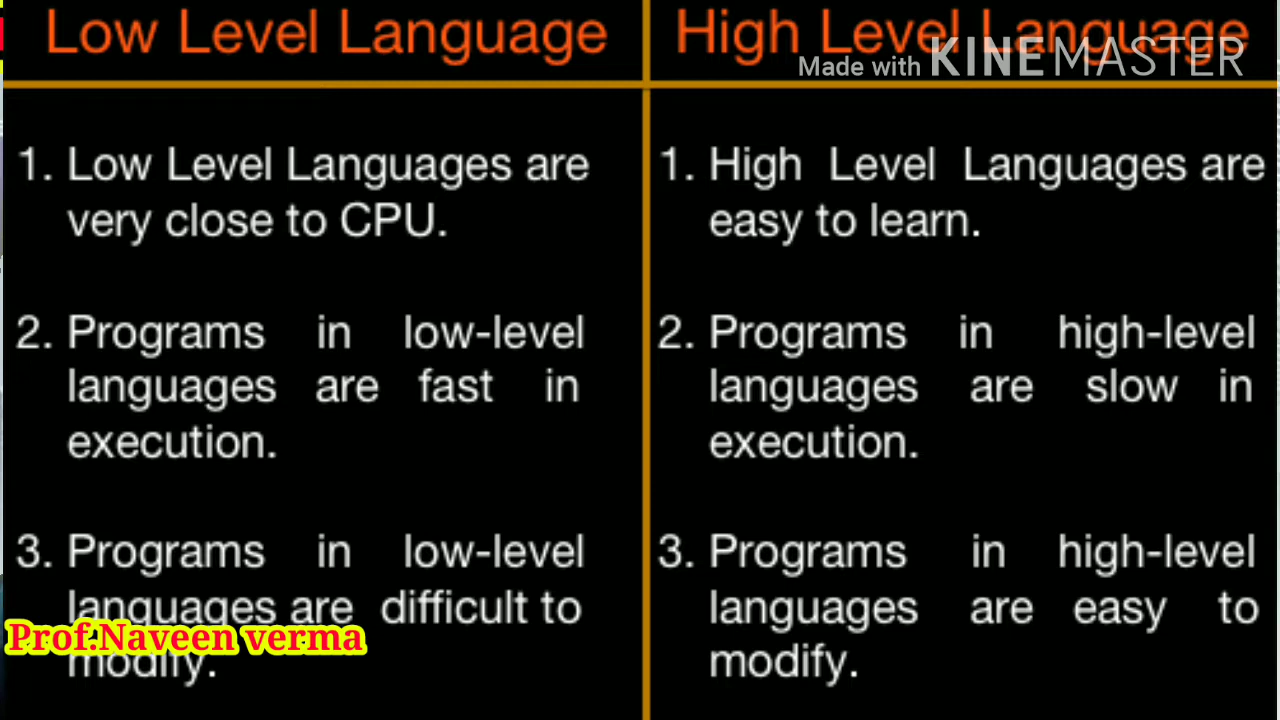 Low Level Language
High Level Language
Made with KINEMASTER
1. Low Level Languages are
very close to CPU.
2. Programs in low-level
languages are fast in
execution.
3. Programs in low-level
languages are difficult to
modify.
1. High Level Languages are
easy to learn.
2. Programs in high-level
languages are slow in
execution.
3. Programs in high-level
languages are easy to
modify.
Prof.Naveen verma